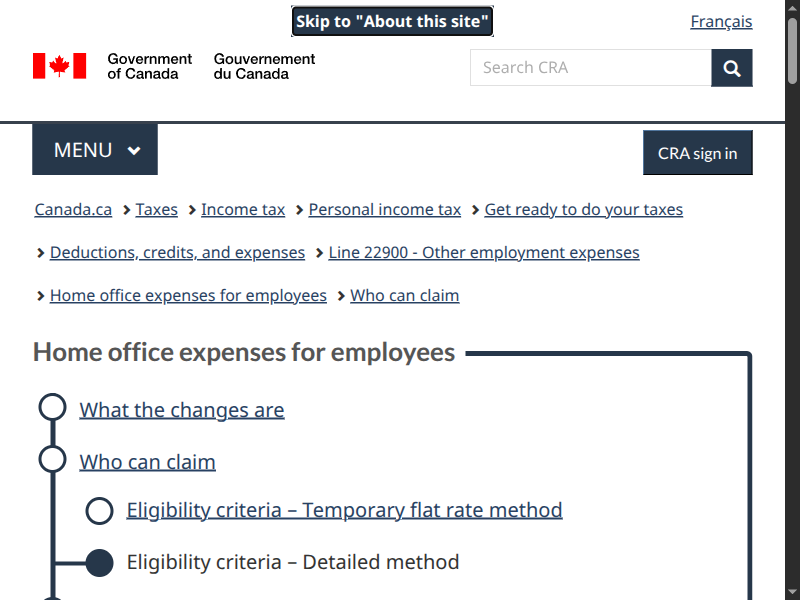 Skip to "About this site"
Français
Government of Canada
Gouvernement du Canada
Search CRA
MENU
CRA sign in
Canada.ca > Taxes > Income tax > Personal income tax > Get ready to do your taxes
> Deductions, credits, and expenses > Line 22900 - Other employment expenses
> Home office expenses for employees > Who can claim
Home office expenses for employees
What the changes are
Who can claim
Eligibility criteria – Temporary flat rate method
Eligibility criteria – Detailed method